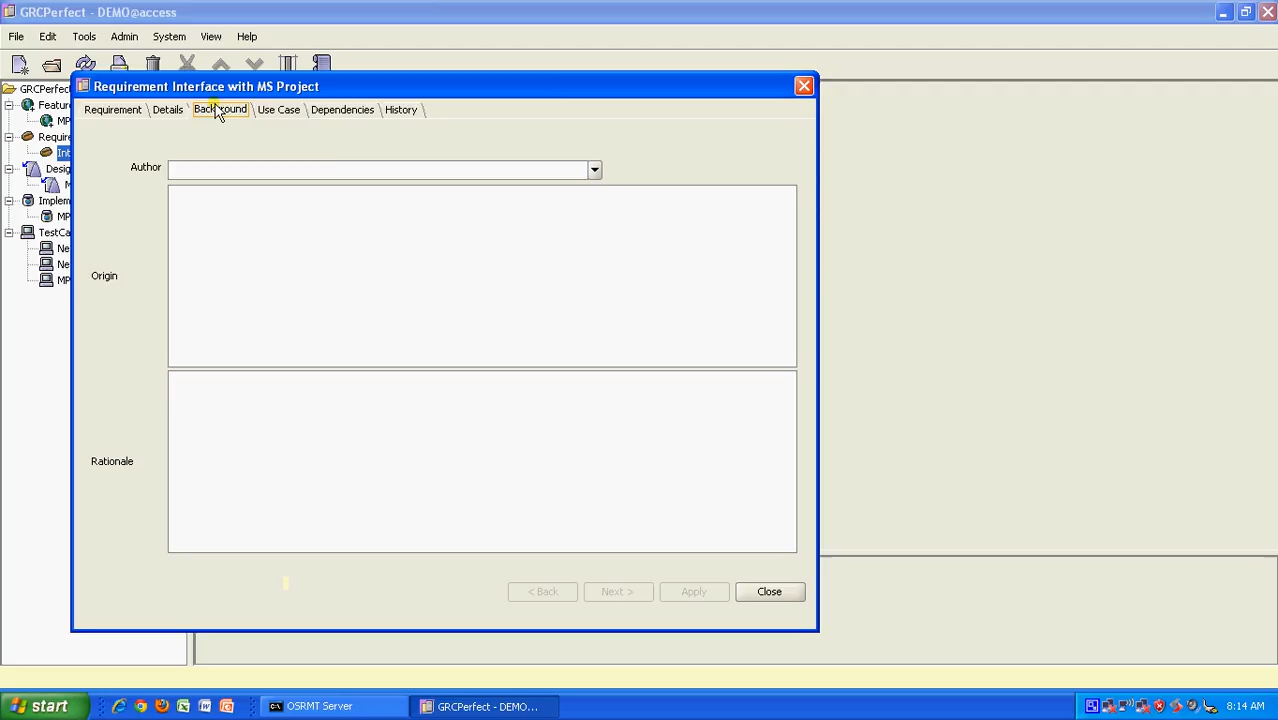 GRCPerfect - DEMO@access
File Edit Tools Admin System View Help
GRCPerfect
Feature
MP
Require
Int
Desig
M
Implem
MP
TestCa
Ne
Ne
MP
Requirement Interface with MS Project
Requirement Details Background Use Case Dependencies History
Author
Origin
Rationale
< Back Next > Apply Close
start OSRMT Server GRCPerfect - DEMO... 8:14 AM